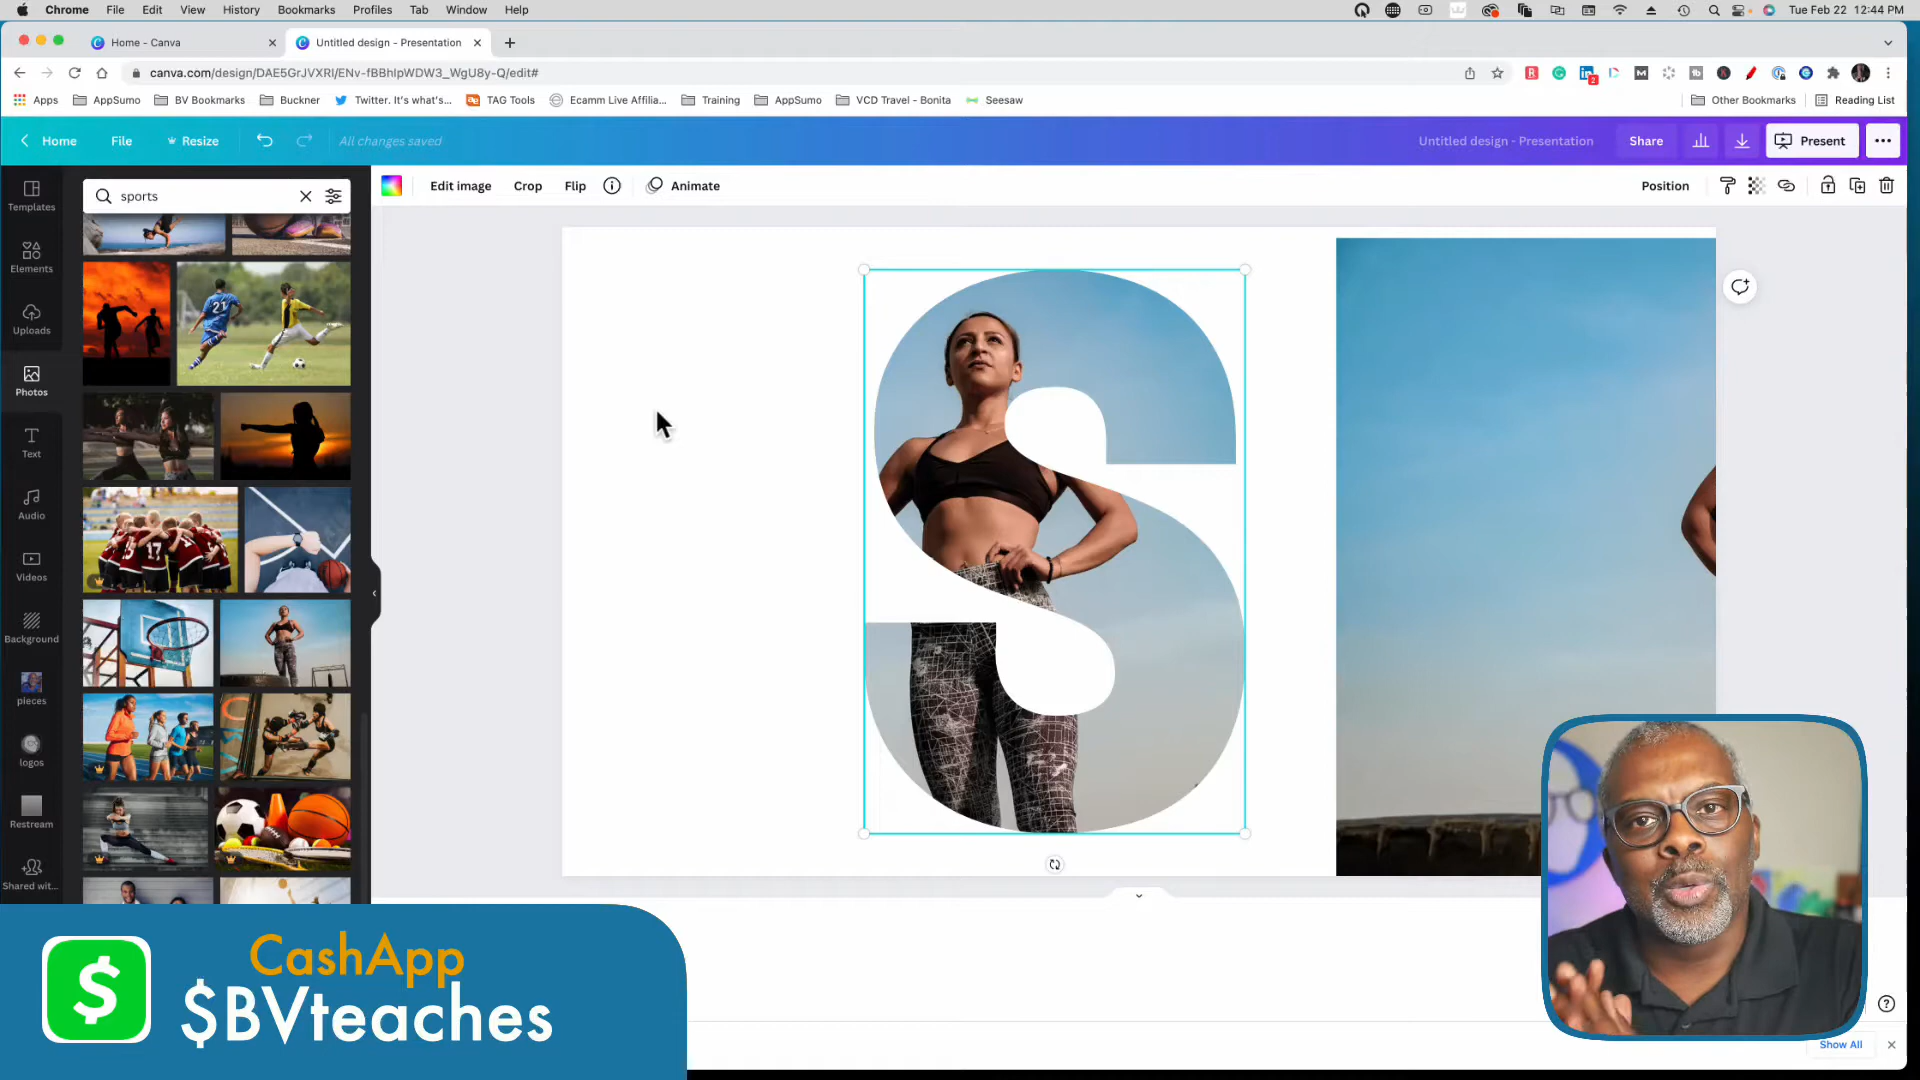 Chrome File Edit View History Bookmarks Profiles Tab Window Help
Tue Feb 22 12:44 PM
Home - Canva
Untitled design - Presentation
canva.com/design/DAE5GrJVXRI/ENv-fBBhIpWDW3_WgU8y-Q/edit#
Apps AppSumo BV Bookmarks Buckner Twitter. It's what's... TAG Tools Ecamm Live Affilia... Training AppSumo VCD Travel - Bonita Seesaw Other Bookmarks Reading List
Home File Resize All changes saved Untitled design - Presentation Share Present
sports
Edit image Crop Flip Animate Position
Templates
Elements
Uploads
Photos
Text
Audio
Videos
Background
pieces
logos
Restream
Shared wit...
21
17
CashApp
$
$BVteaches
Show All